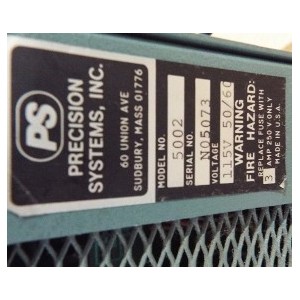 PS
PRECISION
SYSTEMS, INC.
60 UNION AVE
SUDBURY, MASS 01776
MODEL NO.
5002
SERIAL NO.
N05073
VOLTAGE
115V 50/60
WARNING
FIRE HAZARD:
REPLACE FUSE WITH
3 AMP 250 V ONLY
MADE IN U.S.A.